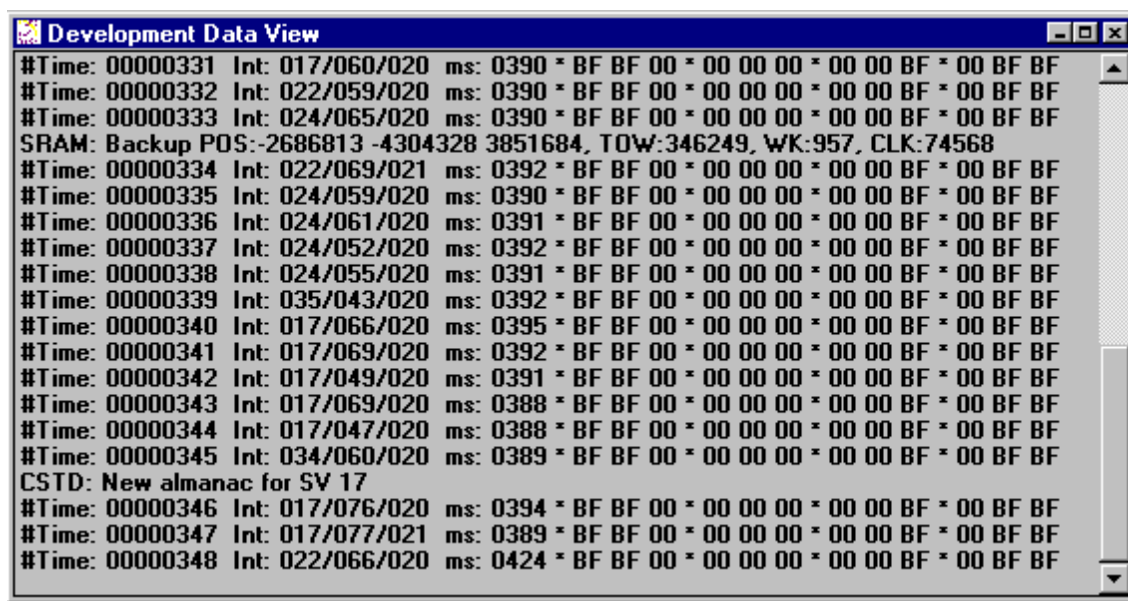 Development Data View
#Time: 00000331 Int: 017/060/020 ms: 0390 * BF BF 00 * 00 00 00 * 00 00 BF * 00 BF BF
#Time: 00000332 Int: 022/059/020 ms: 0390 * BF BF 00 * 00 00 00 * 00 00 BF * 00 BF BF
#Time: 00000333 Int: 024/065/020 ms: 0390 * BF BF 00 * 00 00 00 * 00 00 BF * 00 BF BF
SRAM: Backup POS:-2686813 -4304328 3851684, TOW:346249, WK:957, CLK:74568
#Time: 00000334 Int: 022/069/021 ms: 0392 * BF BF 00 * 00 00 00 * 00 00 BF * 00 BF BF
#Time: 00000335 Int: 024/059/020 ms: 0390 * BF BF 00 * 00 00 00 * 00 00 BF * 00 BF BF
#Time: 00000336 Int: 024/061/020 ms: 0391 * BF BF 00 * 00 00 00 * 00 00 BF * 00 BF BF
#Time: 00000337 Int: 024/052/020 ms: 0392 * BF BF 00 * 00 00 00 * 00 00 BF * 00 BF BF
#Time: 00000338 Int: 024/055/020 ms: 0391 * BF BF 00 * 00 00 00 * 00 00 BF * 00 BF BF
#Time: 00000339 Int: 035/043/020 ms: 0392 * BF BF 00 * 00 00 00 * 00 00 BF * 00 BF BF
#Time: 00000340 Int: 017/066/020 ms: 0395 * BF BF 00 * 00 00 00 * 00 00 BF * 00 BF BF
#Time: 00000341 Int: 017/069/020 ms: 0392 * BF BF 00 * 00 00 00 * 00 00 BF * 00 BF BF
#Time: 00000342 Int: 017/049/020 ms: 0391 * BF BF 00 * 00 00 00 * 00 00 BF * 00 BF BF
#Time: 00000343 Int: 017/069/020 ms: 0388 * BF BF 00 * 00 00 00 * 00 00 BF * 00 BF BF
#Time: 00000344 Int: 017/047/020 ms: 0388 * BF BF 00 * 00 00 00 * 00 00 BF * 00 BF BF
#Time: 00000345 Int: 034/060/020 ms: 0389 * BF BF 00 * 00 00 00 * 00 00 BF * 00 BF BF
CSTD: New almanac for SV 17
#Time: 00000346 Int: 017/076/020 ms: 0394 * BF BF 00 * 00 00 00 * 00 00 BF * 00 BF BF
#Time: 00000347 Int: 017/077/021 ms: 0389 * BF BF 00 * 00 00 00 * 00 00 BF * 00 BF BF
#Time: 00000348 Int: 022/066/020 ms: 0424 * BF BF 00 * 00 00 00 * 00 00 BF * 00 BF BF